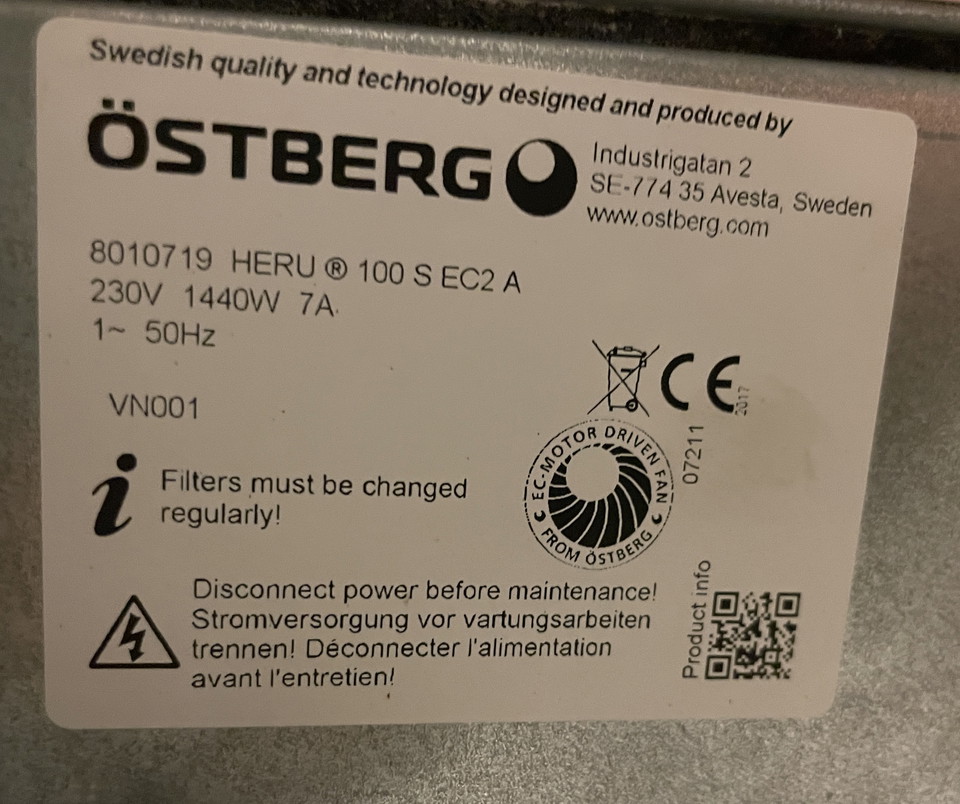 Swedish quality and technology designed and produced by
ÖSTBERG
Industrigatan 2
SE-774 35 Avesta, Sweden
www.ostberg.com
8010719 HERU ® 100 S EC2 A
230V 1440W 7A
1~ 50Hz
VN001
CE
2017
07211
EC-MOTOR DRIVEN FAN
FROM ÖSTBERG
i
Filters must be changed
regularly!
Disconnect power before maintenance!
Stromversorgung vor vartungsarbeiten
trennen! Déconnecter l'alimentation
avant l'entretien!
Product info